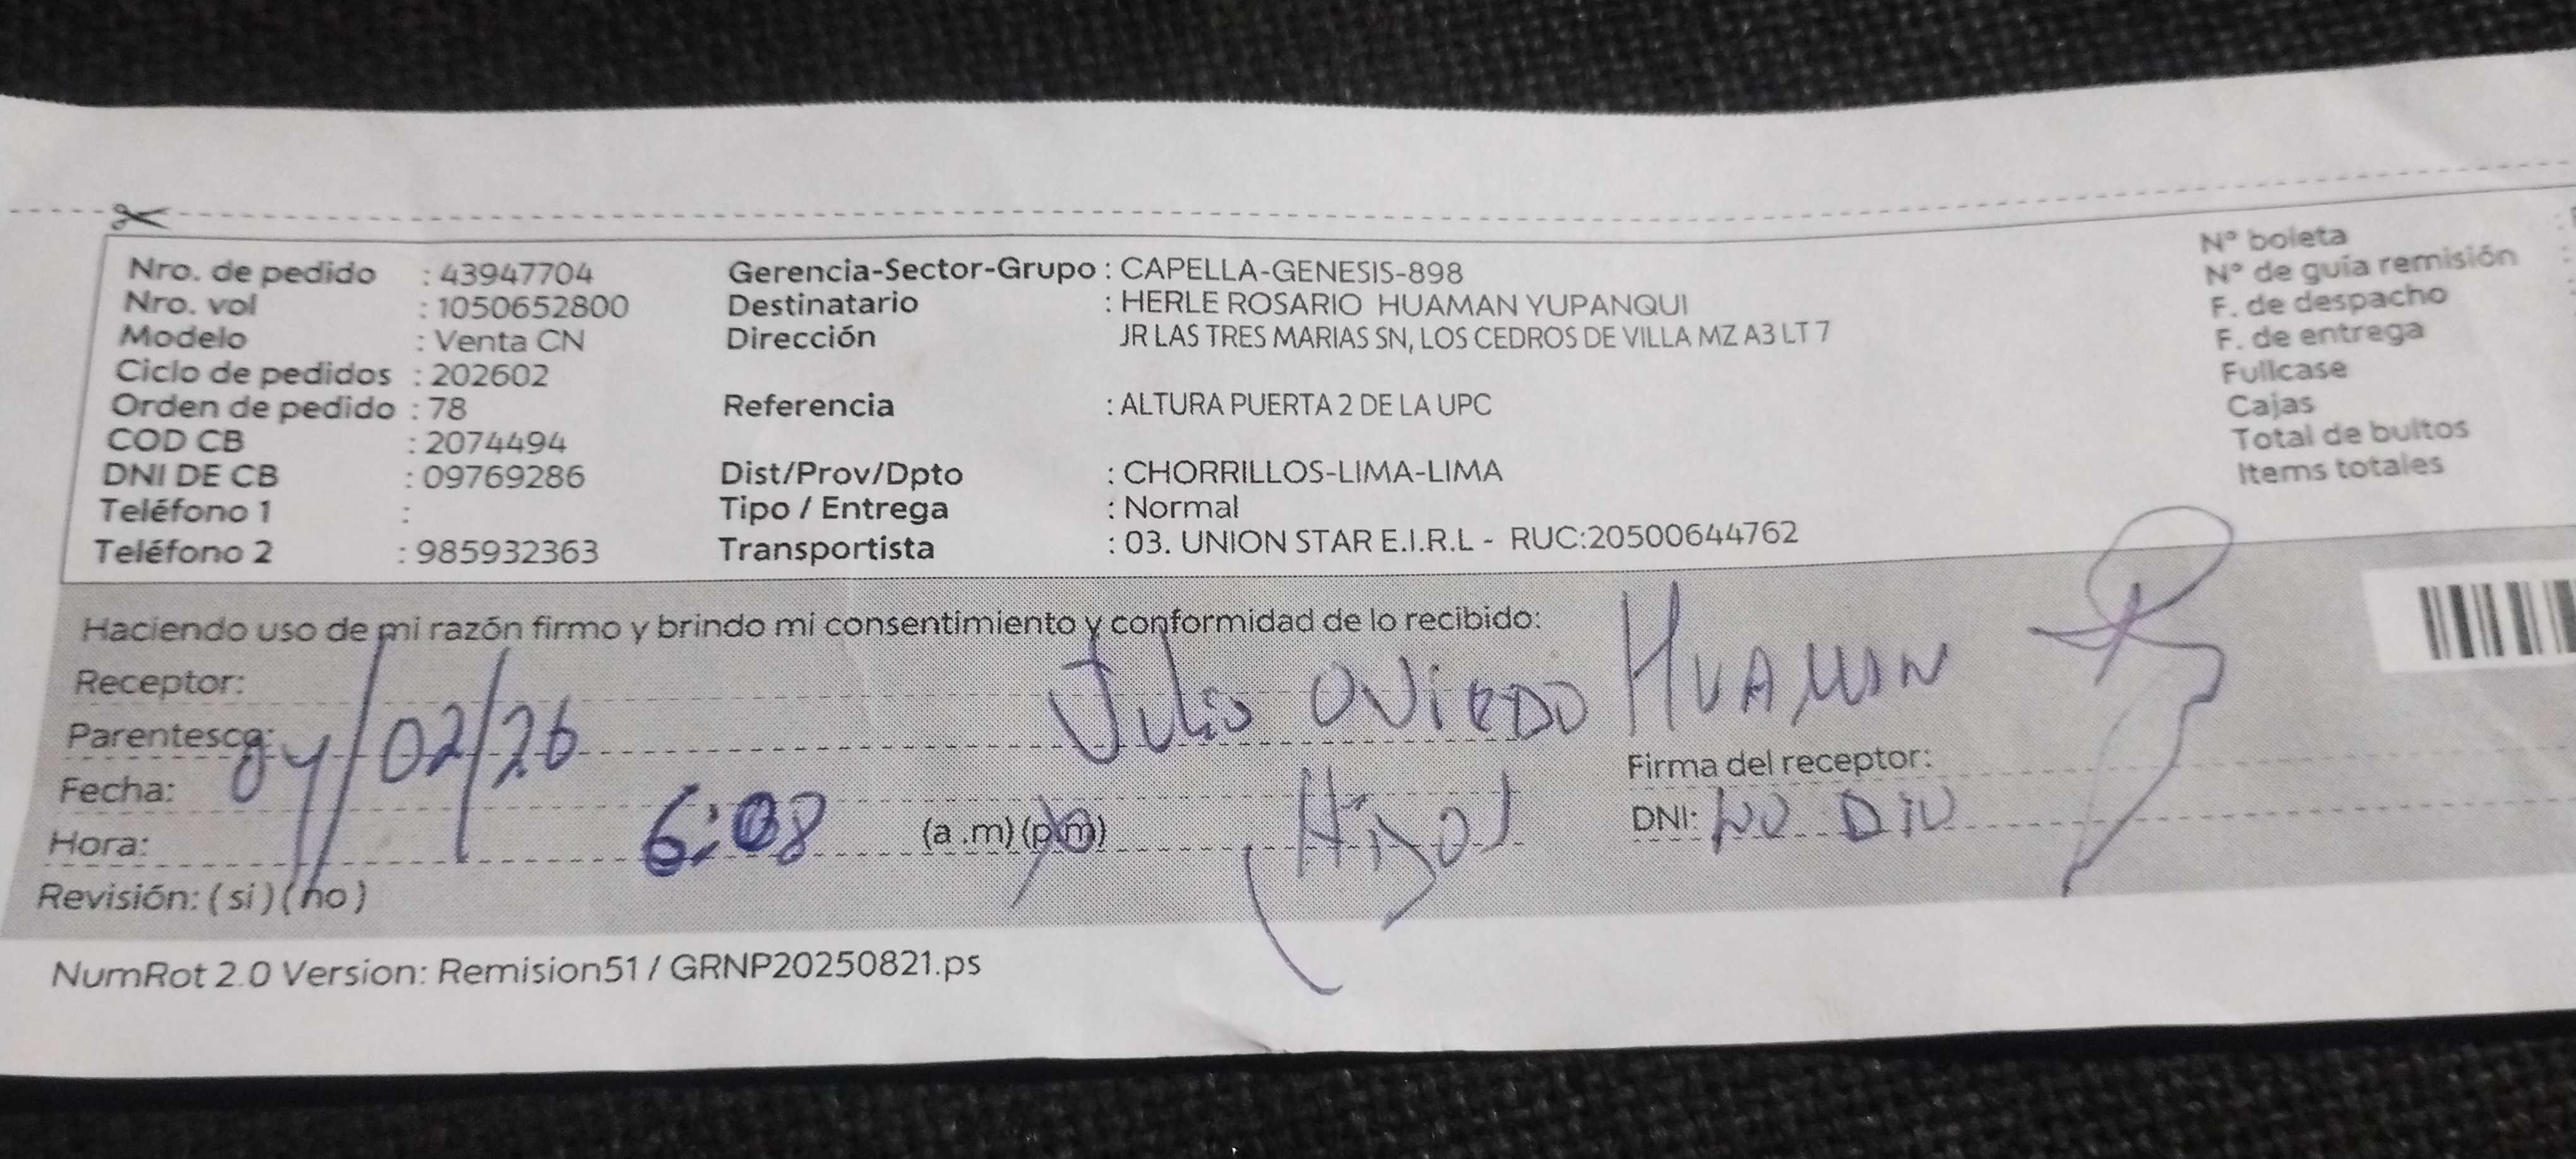 Nro. de pedido : 43947704
Nro. vol : 1050652800
Modelo : Venta CN
Ciclo de pedidos : 202602
Orden de pedido : 78
COD CB : 2074494
DNI DE CB : 09769286
Teléfono 1 :
Teléfono 2 : 985932363
Gerencia-Sector-Grupo : CAPELLA-GENESIS-898
Destinatario : HERLE ROSARIO HUAMAN YUPANQUI
Dirección JR LAS TRES MARIAS SN, LOS CEDROS DE VILLA MZ A3 LT 7
Referencia : ALTURA PUERTA 2 DE LA UPC
Dist/Prov/Dpto : CHORRILLOS-LIMA-LIMA
Tipo / Entrega : Normal
Transportista : 03. UNION STAR E.I.R.L - RUC:20500644762
N° boleta :
N° de guía remisión :
F. de despacho :
F. de entrega
Fullcase
Cajas
Total de bultos
Items totales
Haciendo uso de mi razón firmo y brindo mi consentimiento y conformidad de lo recibido:
Receptor: Julio OVIEDO HUAMAN
Parentesco:
Fecha: 04/02/26
Hora: 6:08 (a .m) (p.m) (Hijo)
Firma del receptor:
DNI: NO DIO
Revisión: ( si ) ( no )
NumRot 2.0 Version: Remision51 / GRNP20250821.ps